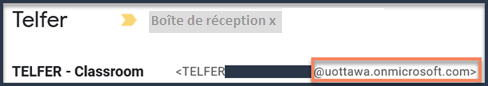 Telfer Boîte de réception x
TELFER - Classroom <TELFER @uottawa.onmicrosoft.com>